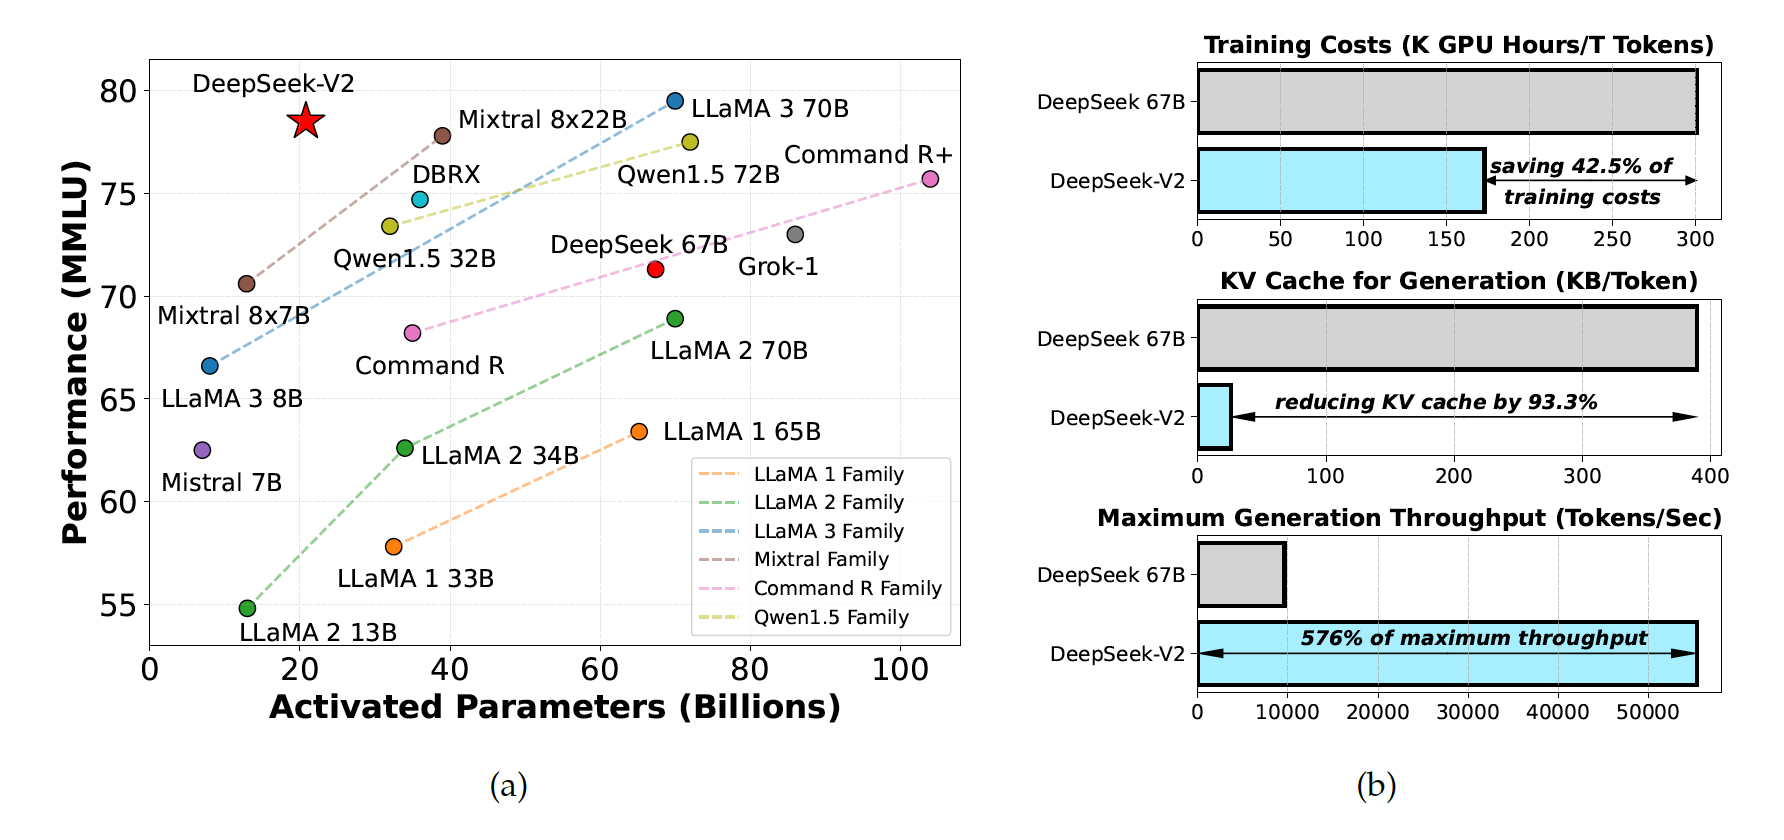 DeepSeek-V2
Mixtral 8x22B
LLaMA 3 70B
Command R+
DBRX
Qwen1.5 72B
Qwen1.5 32B
DeepSeek 67B
Grok-1
Mixtral 8x7B
Command R
LLaMA 2 70B
LLaMA 3 8B
LLaMA 1 65B
LLaMA 2 34B
Mistral 7B
LLaMA 1 33B
LLaMA 2 13B
LLaMA 1 Family
LLaMA 2 Family
LLaMA 3 Family
Mixtral Family
Command R Family
Qwen1.5 Family
80
75
70
65
60
55
Performance (MMLU)
0 20 40 60 80 100
Activated Parameters (Billions)
(a)
Training Costs (K GPU Hours/T Tokens)
DeepSeek 67B
DeepSeek-V2
saving 42.5% of
training costs
0 50 100 150 200 250 300
KV Cache for Generation (KB/Token)
DeepSeek 67B
DeepSeek-V2
reducing KV cache by 93.3%
0 100 200 300 400
Maximum Generation Throughput (Tokens/Sec)
DeepSeek 67B
DeepSeek-V2
576% of maximum throughput
0 10000 20000 30000 40000 50000
(b)